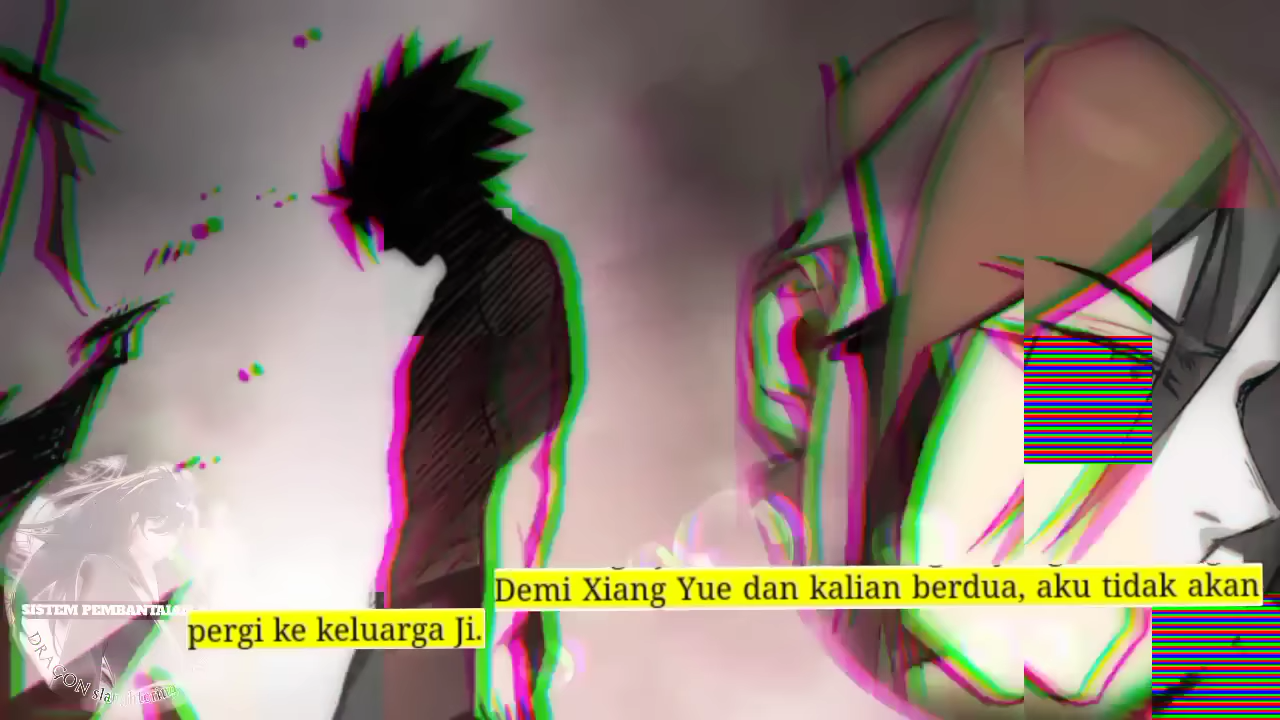 Demi Xiang Yue dan kalian berdua, aku tidak akan
pergi ke keluarga Ji.
SISTEM PEMBANTAIAN
DRAGON